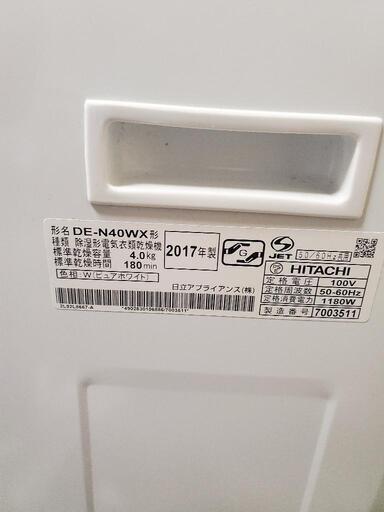 形名 DE-N40WX形
種類 除湿形電気衣類乾燥機
標準乾燥容量 4.0kg
標準乾燥時間 180min
色相：W(ピュアホワイト)
2017年製
G
S
JET
50/60Hz共用
HITACHI
定格電圧 100V
定格周波数 50-60Hz
定格消費電力 1180W
製造番号 7003511
日立アプライアンス(株)